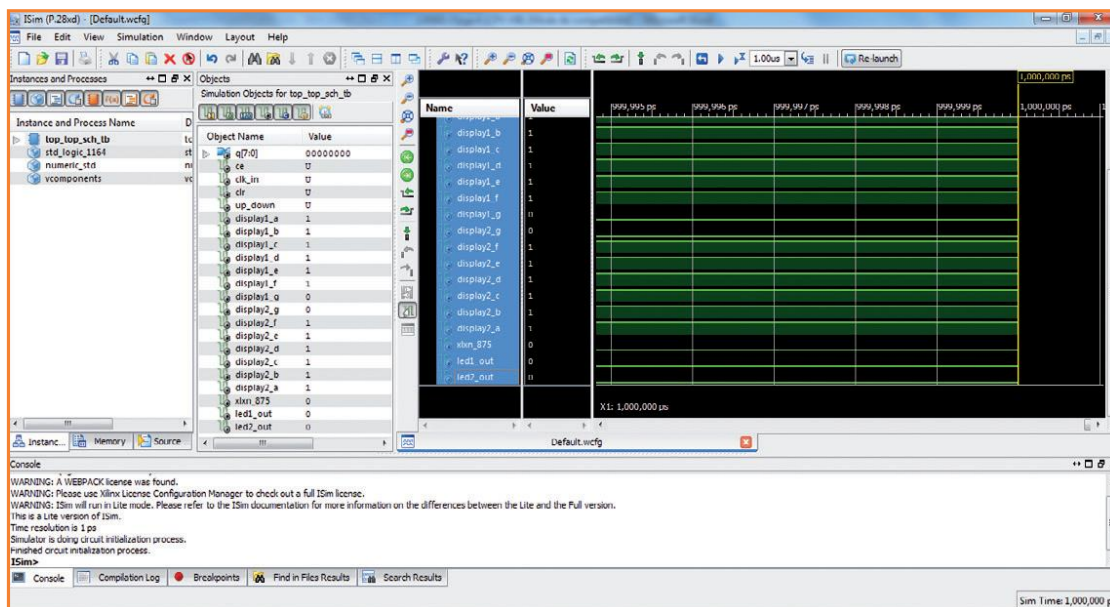 ISim (P.28xd) - [Default.wcfg]
File Edit View Simulation Window Layout Help
1.00us Re-launch
Instances and Processes
Instance and Process Name D
top_top_sch_tb
std_logic_1164 st
numeric_std
vcomponents
Instanc... Memory Source
Objects
Simulation Objects for top_top_sch_tb
Object Name Value
q[7:0] 00000000
ce U
clk_in U
clr U
up_down U
display1_a 1
display1_b 1
display1_c 1
display1_d 1
display1_e 1
display1_f 1
display1_g 0
display2_g 0
display2_f 1
display2_e 1
display2_d 1
display2_c 1
display2_b 1
display2_a 1
xlxn_875 0
led1_out 0
led2_out 0
1,000,000 ps
Name Value 999,995 ps 999,996 ps 999,997 ps 999,998 ps 999,999 ps 1,000,000 ps
display1_b 1
display1_c 1
display1_d 1
display1_e 1
display1_f 1
display1_g 0
display2_g 0
display2_f 1
display2_e 1
display2_d 1
display2_c 1
display2_b 1
display2_a 1
xlxn_875 0
led1_out 0
led2_out 0
X1: 1,000,000 ps
Default.wcfg
Console
WARNING: A WEBPACK license was found.
WARNING: Please use Xilinx License Configuration Manager to check out a full ISim license.
WARNING: ISim will run in Lite mode. Please refer to the ISim documentation for more information on the differences between the Lite and the Full version.
This is a Lite version of ISim.
Time resolution is 1 ps
Simulator is doing circuit initialization process.
Finished circuit initialization process.
ISim>
Console Compilation Log Breakpoints Find in Files Results Search Results
Sim Time: 1,000,000 p